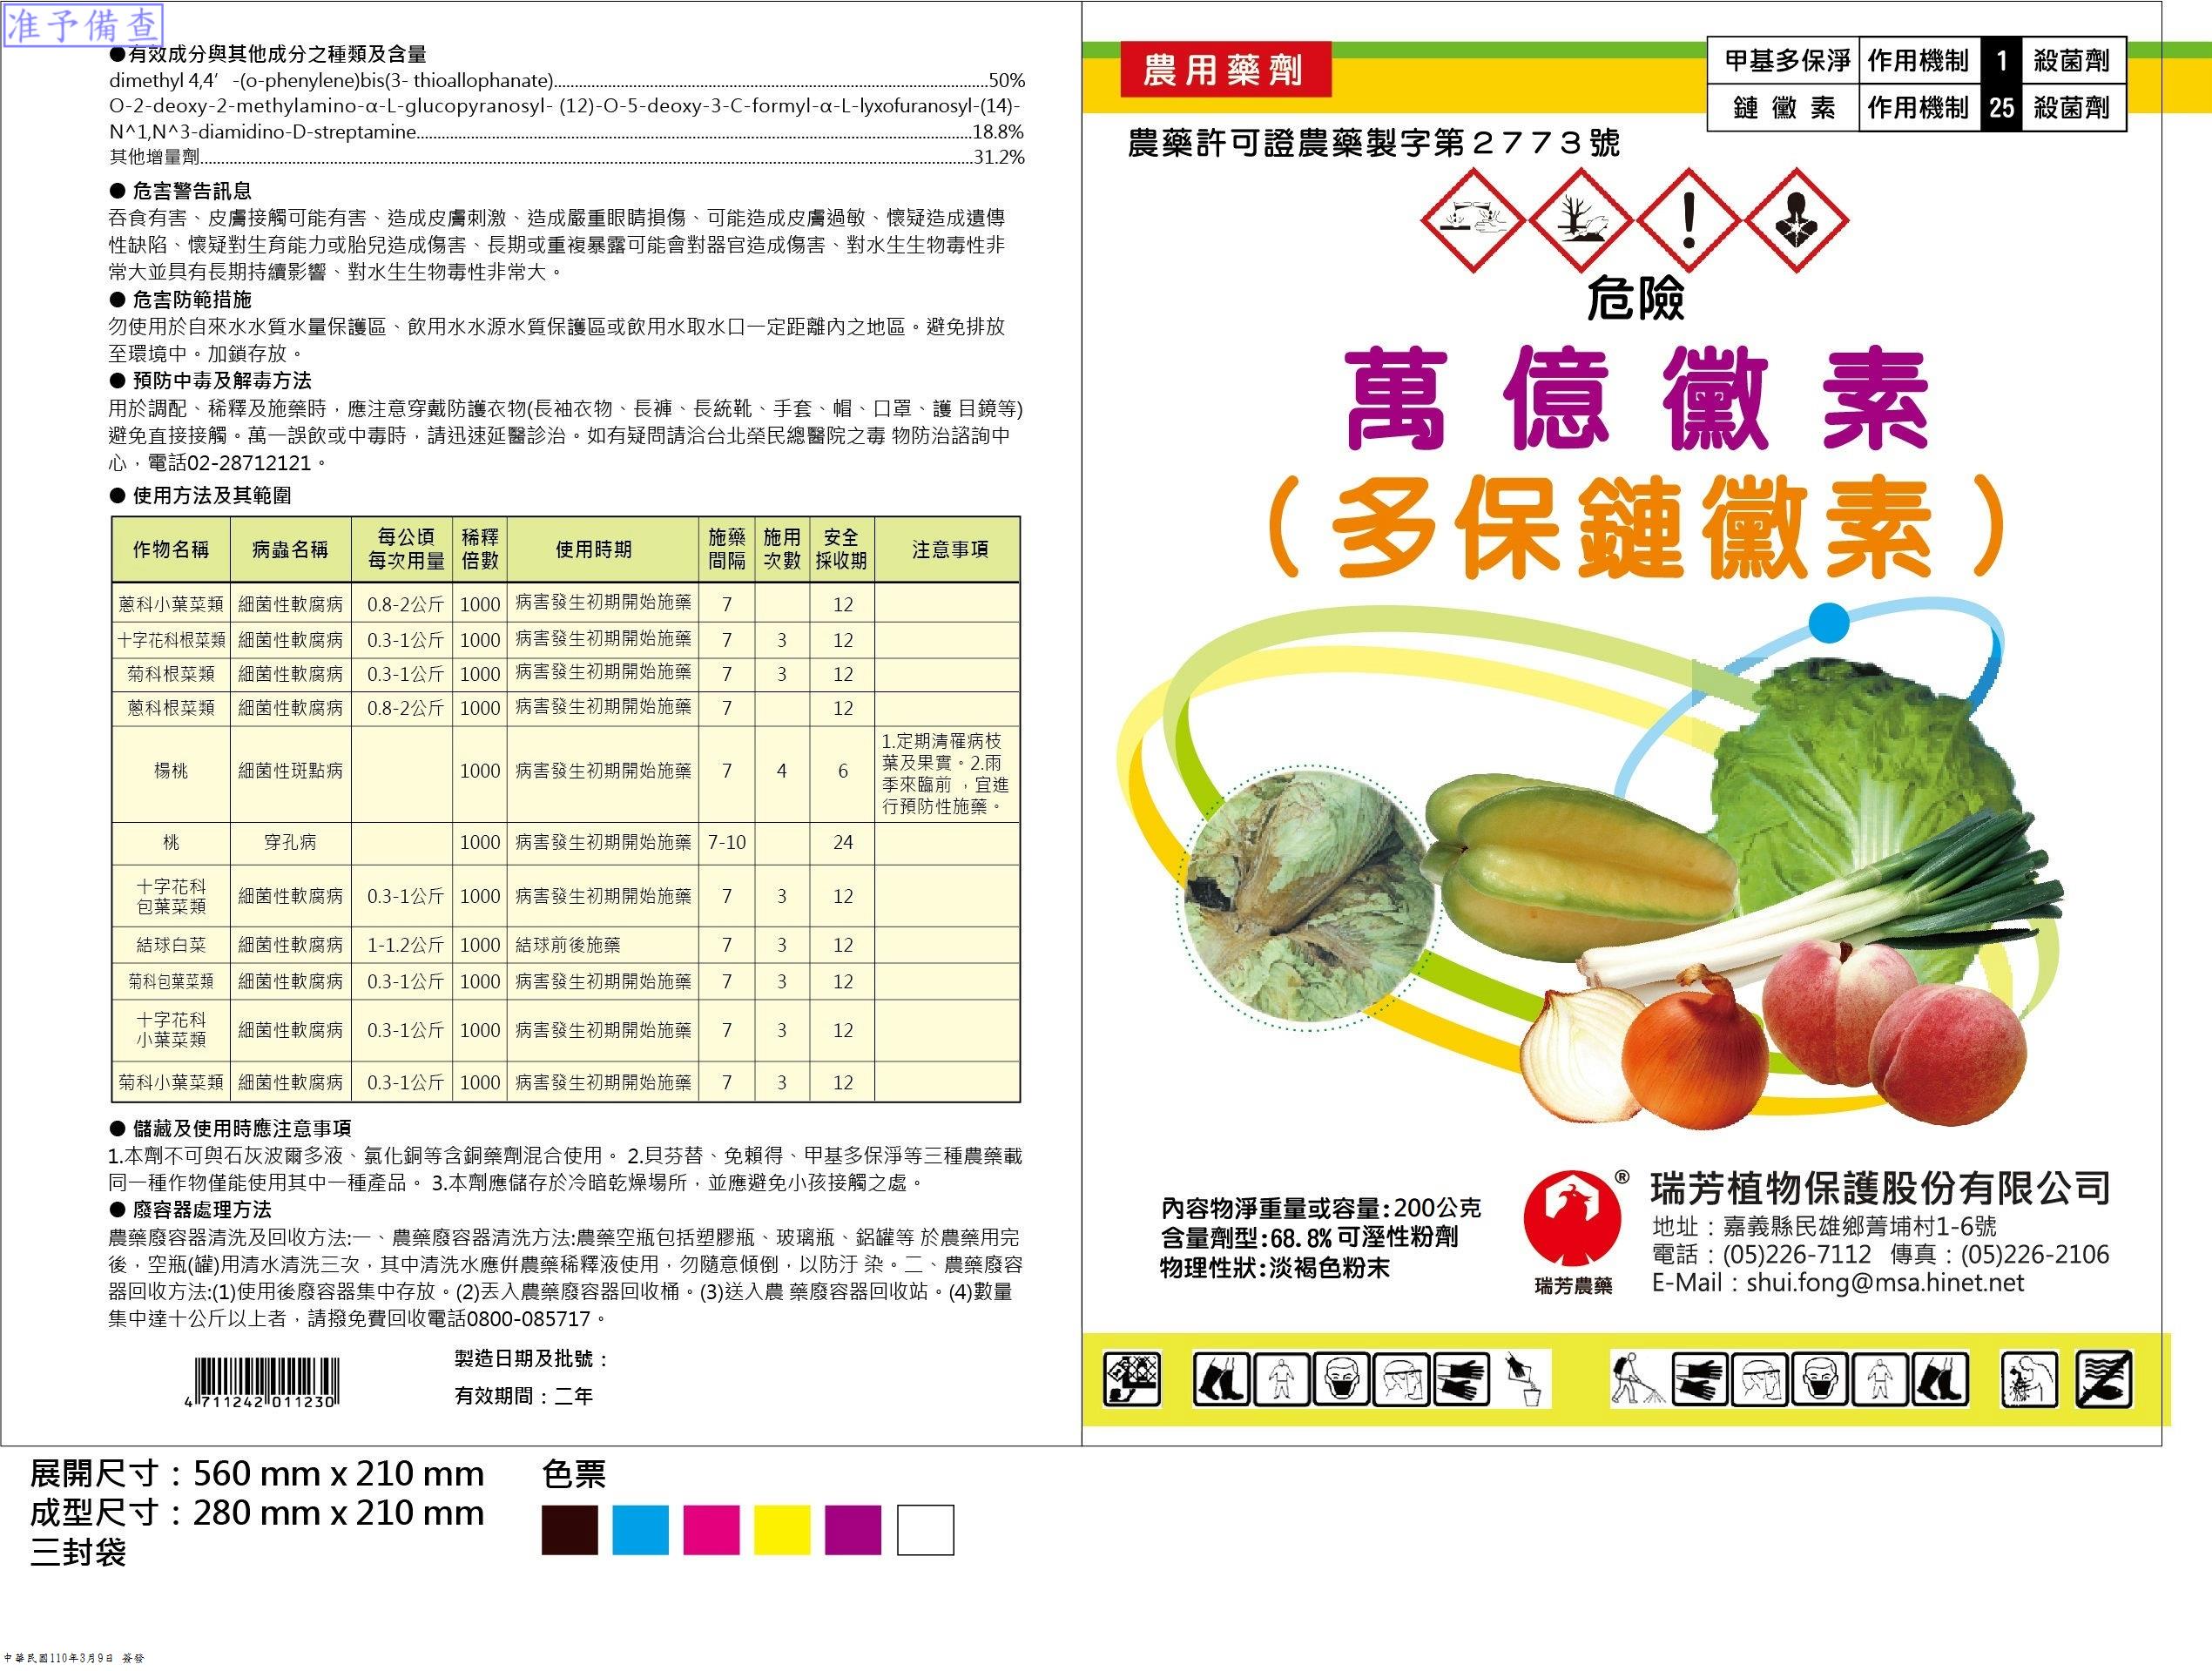 准予備查
●有效成分與其他成分之種類及含量
dimethyl 4,4′ -(o-phenylene)bis(3- thioallophanate)...50%
O-2-deoxy-2-methylamino-α-L-glucopyranosyl- (12)-O-5-deoxy-3-C-formyl-α-L-lyxofuranosyl-(14)-
N^1,N^3-diamidino-D-streptamine...18.8%
其他增量劑...31.2%
● 危害警告訊息
吞食有害、皮膚接觸可能有害、造成皮膚刺激、造成嚴重眼睛損傷、可能造成皮膚過敏、懷疑造成遺傳
性缺陷、懷疑對生育能力或胎兒造成傷害、長期或重複暴露可能會對器官造成傷害、對水生生物毒性非
常大並具有長期持續影響、對水生生物毒性非常大。
● 危害防範措施
勿使用於自來水水質水量保護區、飲用水水源水質保護區或飲用水取水口一定距離內之地區。避免排放
至環境中。加鎖存放。
● 預防中毒及解毒方法
用於調配、稀釋及施藥時，應注意穿戴防護衣物(長袖衣物、長褲、長統靴、手套、帽、口罩、護 目鏡等)
避免直接接觸。萬一誤飲或中毒時，請迅速延醫診治。如有疑問請洽台北榮民總醫院之毒 物防治諮詢中
心，電話02-28712121。
● 使用方法及其範圍
作物名稱 病蟲名稱 每公頃每次用量 稀釋倍數 使用時期 施藥間隔 施用次數 安全採收期 注意事項
蔥科小葉菜類 細菌性軟腐病 0.8-2公斤 1000 病害發生初期開始施藥 7 12
十字花科根菜類 細菌性軟腐病 0.3-1公斤 1000 病害發生初期開始施藥 7 3 12
菊科根菜類 細菌性軟腐病 0.3-1公斤 1000 病害發生初期開始施藥 7 3 12
蔥科根菜類 細菌性軟腐病 0.8-2公斤 1000 病害發生初期開始施藥 7 12
楊桃 細菌性斑點病 1000 病害發生初期開始施藥 7 4 6 1.定期清罹病枝葉及果實。2.雨季來臨前 ，宜進行預防性施藥。
桃 穿孔病 1000 病害發生初期開始施藥 7-10 24
十字花科包葉菜類 細菌性軟腐病 0.3-1公斤 1000 病害發生初期開始施藥 7 3 12
結球白菜 細菌性軟腐病 1-1.2公斤 1000 結球前後施藥 7 3 12
菊科包葉菜類 細菌性軟腐病 0.3-1公斤 1000 病害發生初期開始施藥 7 3 12
十字花科小葉菜類 細菌性軟腐病 0.3-1公斤 1000 病害發生初期開始施藥 7 3 12
菊科小葉菜類 細菌性軟腐病 0.3-1公斤 1000 病害發生初期開始施藥 7 3 12
● 儲藏及使用時應注意事項
1.本劑不可與石灰波爾多液、氯化銅等含銅藥劑混合使用。 2.貝芬替、免賴得、甲基多保淨等三種農藥載
同一種作物僅能使用其中一種產品。 3.本劑應儲存於冷暗乾燥場所，並應避免小孩接觸之處。
● 廢容器處理方法
農藥廢容器清洗及回收方法:一、農藥廢容器清洗方法:農藥空瓶包括塑膠瓶、玻璃瓶、鋁罐等 於農藥用完
後，空瓶(罐)用清水清洗三次，其中清洗水應倂農藥稀釋液使用，勿隨意傾倒，以防汙 染。二、農藥廢容
器回收方法:(1)使用後廢容器集中存放。(2)丟入農藥廢容器回收桶。(3)送入農 藥廢容器回收站。(4)數量
集中達十公斤以上者，請撥免費回收電話0800-085717。
4 711242 011230
製造日期及批號：
有效期間：二年
農用藥劑
甲基多保淨 作用機制 1 殺菌劑
鏈黴素 作用機制 25 殺菌劑
農藥許可證農藥製字第２７７３號
危險
萬億黴素
（多保鏈黴素）
內容物淨重量或容量:200公克
含量劑型:68.8%可溼性粉劑
物理性狀:淡褐色粉末
®
瑞芳農藥
瑞芳植物保護股份有限公司
地址：嘉義縣民雄鄉菁埔村1-6號
電話：(05)226-7112 傳真：(05)226-2106
E-Mail：shui.fong@msa.hinet.net
展開尺寸：560 mm x 210 mm
成型尺寸：280 mm x 210 mm
三封袋
色票
中華民國110年3月9日 簽發